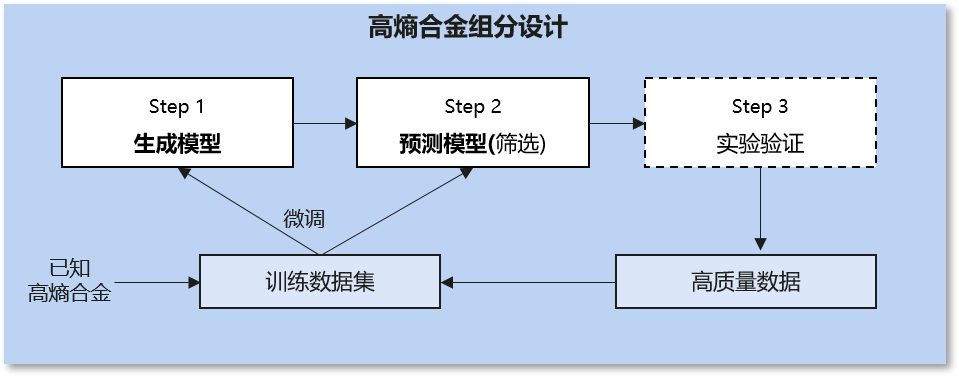 高熵合金组分设计
Step 1
生成模型
Step 2
预测模型(筛选)
Step 3
实验验证
微调
已知
高熵合金
训练数据集
高质量数据